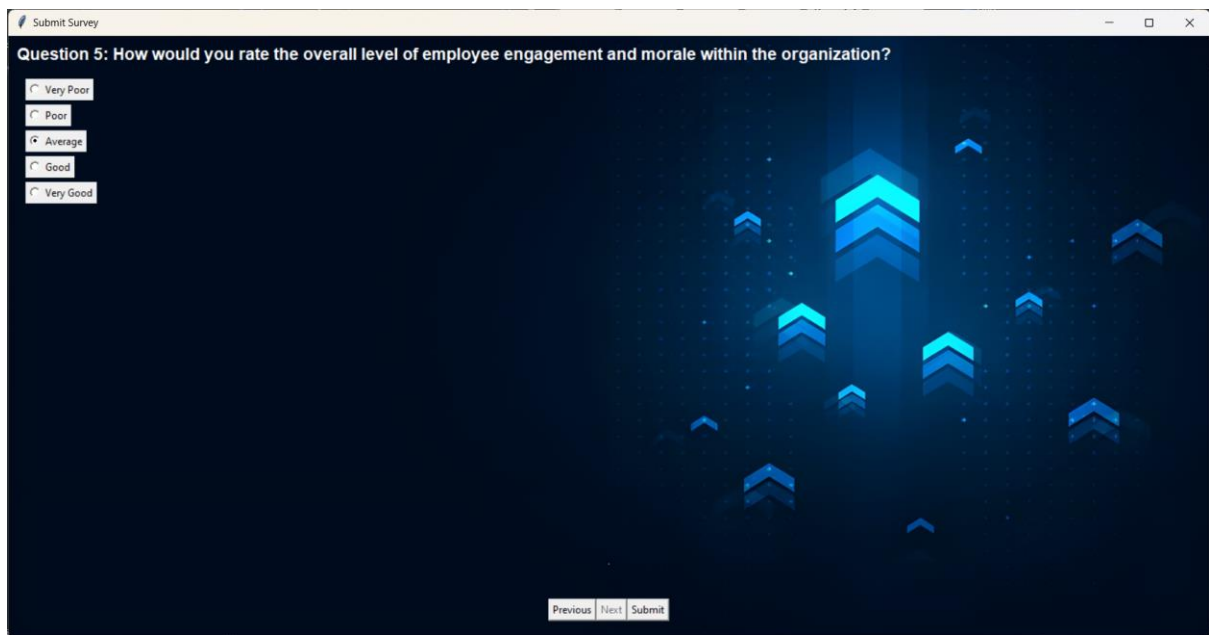 Submit Survey
Question 5: How would you rate the overall level of employee engagement and morale within the organization?
Very Poor
Poor
Average
Good
Very Good
Previous Next Submit